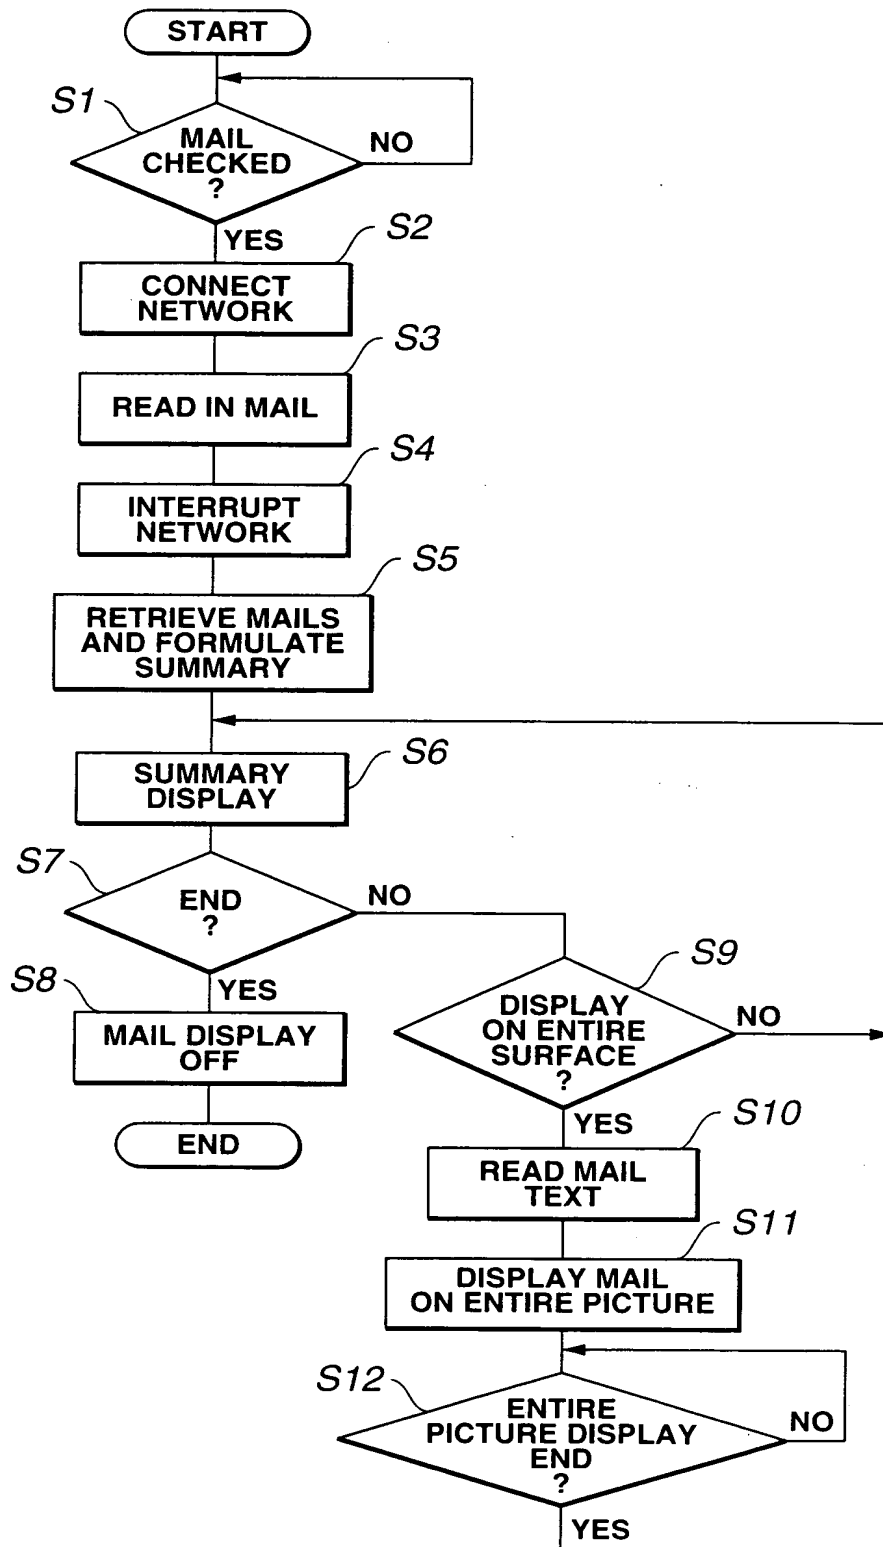 START
S1
MAIL
CHECKED
?
NO
YES
S2
CONNECT
NETWORK
S3
READ IN MAIL
S4
INTERRUPT
NETWORK
S5
RETRIEVE MAILS
AND FORMULATE
SUMMARY
S6
SUMMARY
DISPLAY
S7
END
?
NO
YES
S8
MAIL DISPLAY
OFF
END
S9
DISPLAY
ON ENTIRE
SURFACE
?
NO
YES
S10
READ MAIL
TEXT
S11
DISPLAY MAIL
ON ENTIRE PICTURE
S12
ENTIRE
PICTURE DISPLAY
END
?
NO
YES